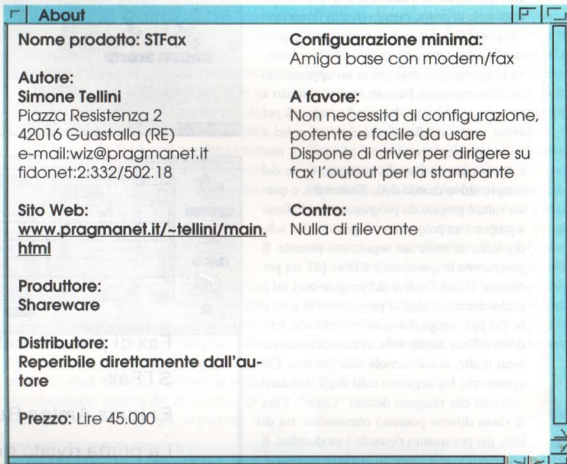 About
Nome prodotto: STFax
Autore:
Simone Tellini
Piazza Resistenza 2
42016 Guastalla (RE)
e-mail:wiz@pragmanet.it
fidonet:2:332/502.18
Sito Web:
www.pragmanet.it/~tellini/main.
html
Produttore:
Shareware
Distributore:
Reperibile direttamente dall'au-
tore
Prezzo: Lire 45.000
Configuarazione minima:
Amiga base con modem/fax
A favore:
Non necessita di configurazione,
potente e facile da usare
Dispone di driver per dirigere su
fax l'outout per la stampante
Contro:
Nulla di rilevante